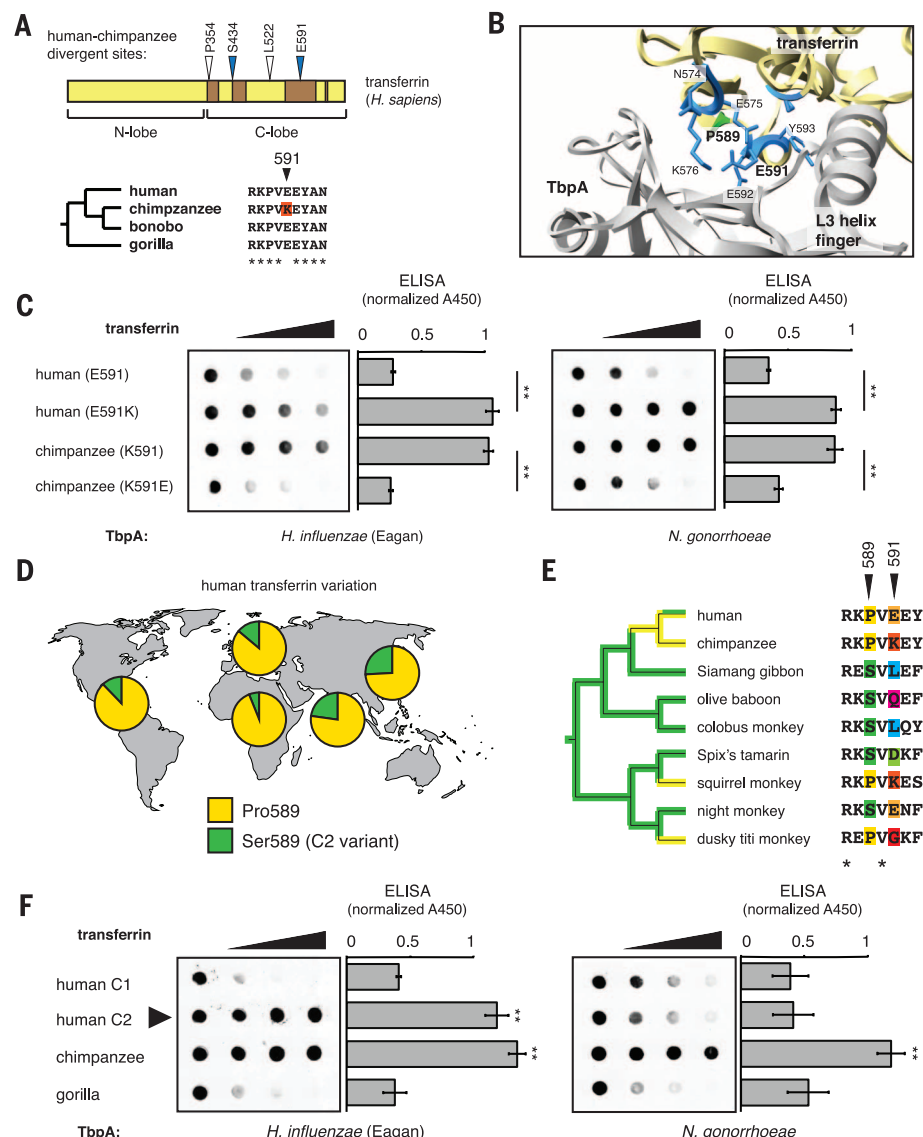 A
human-chimpanzee
divergent sites:
P354
S434
L522
E591
transferrin
(H. sapiens)
N-lobe
C-lobe
591
human RKPVEEYAN
chimpzanzee RKPVKEYAN
bonobo RKPVEEYAN
gorilla RKPVEEYAN
**** ****
B
transferrin
N574
E575
P589
Y593
K576
E591
E592
TbpA
L3 helix
finger
C
ELISA
(normalized A450)
transferrin
0 0.5 1
human (E591)
human (E591K)
chimpanzee (K591)
chimpanzee (K591E)
**
**
TbpA: H. influenzae (Eagan)
ELISA
(normalized A450)
0 0.5 1
**
**
N. gonorrhoeae
D
human transferrin variation
Pro589
Ser589 (C2 variant)
E
589
591
human RKPVEEY
chimpanzee RKPVKEY
Siamang gibbon RESVLEF
olive baboon RKSVQEF
colobus monkey RKSVLQY
Spix's tamarin RKSVDKF
squirrel monkey RKPVKES
night monkey RKSVENF
dusky titi monkey REPVGKF
* *
F
ELISA
(normalized A450)
transferrin
0 0.5 1
human C1
human C2
chimpanzee
gorilla
**
**
TbpA: H. influenzae (Eagan)
ELISA
(normalized A450)
0 0.5 1
**
N. gonorrhoeae